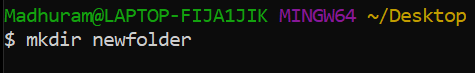 Madhuram@LAPTOP-FIJA1JIK MINGW64 ~/Desktop
$ mkdir newfolder